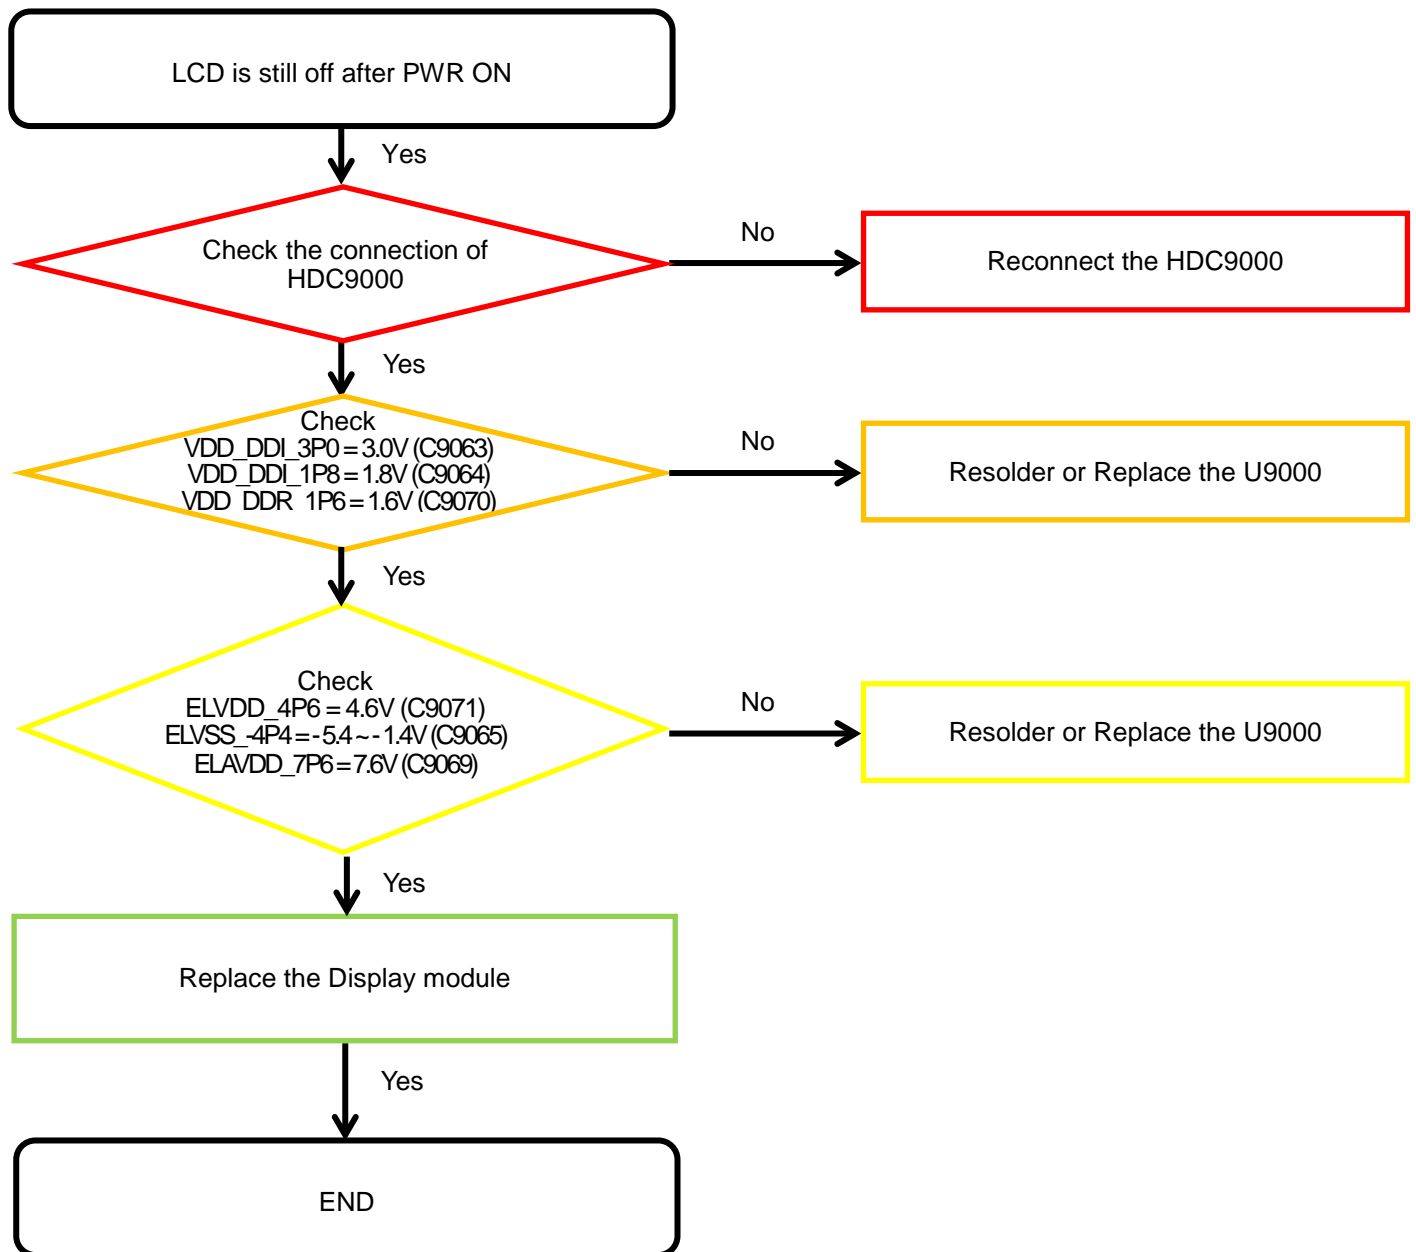 LCD is still off after PWR ON
Yes
Check the connection of
HDC9000
No
Reconnect the HDC9000
Yes
Check
VDD_DDI_3P0 = 3.0V (C9063)
VDD_DDI_1P8 = 1.8V (C9064)
VDD_DDR_1P6 = 1.6V (C9070)
No
Resolder or Replace the U9000
Yes
Check
ELVDD_4P6 = 4.6V (C9071)
ELVSS_-4P4 = - 5.4 ~ - 1.4V (C9065)
ELAVDD_7P6 = 7.6V (C9069)
No
Resolder or Replace the U9000
Yes
Replace the Display module
Yes
END